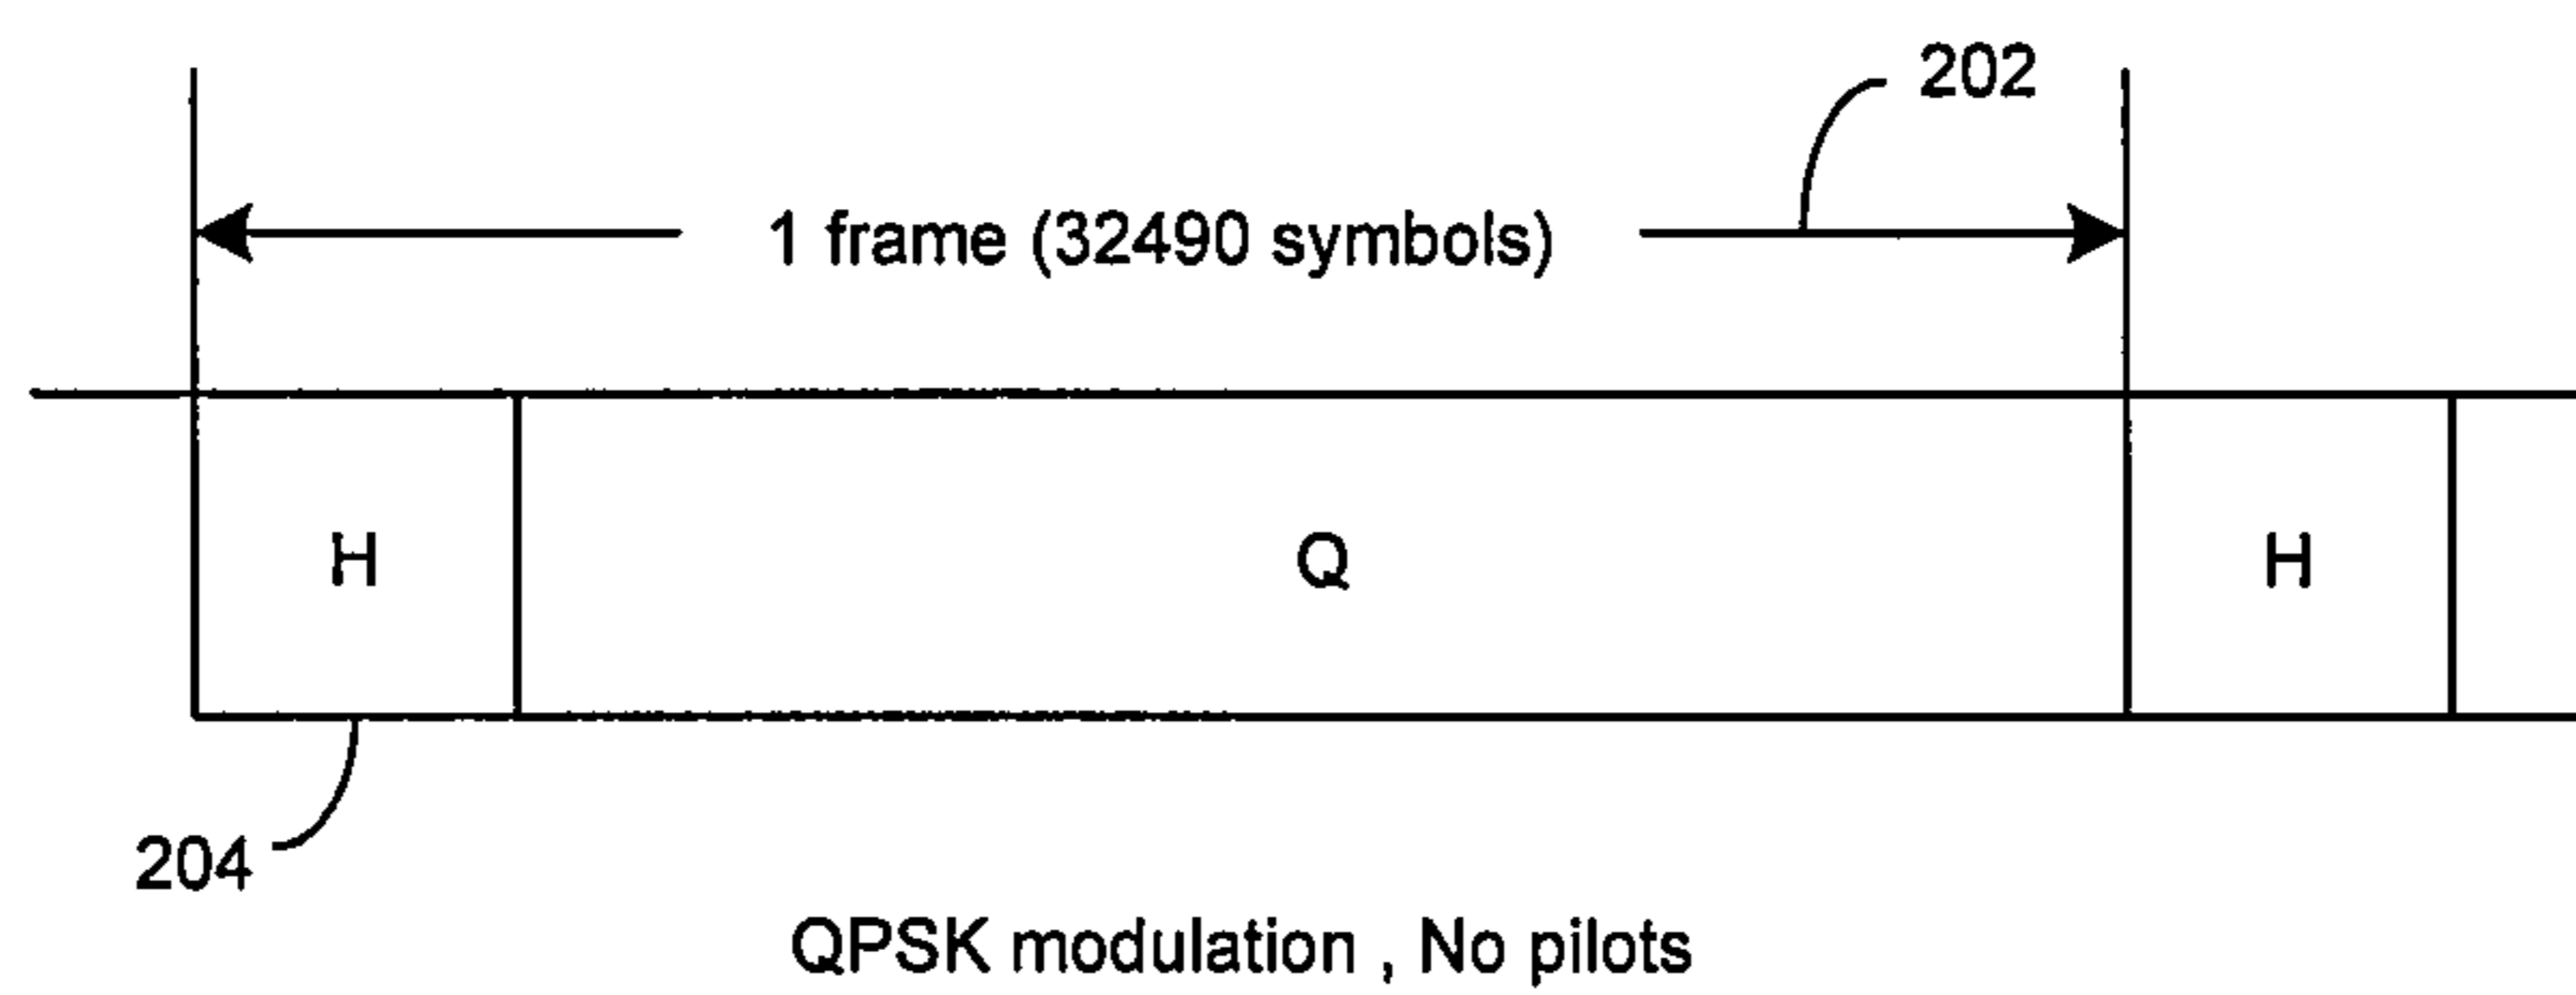 202
1 frame (32490 symbols)
H Q H
204
QPSK modulation , No pilots